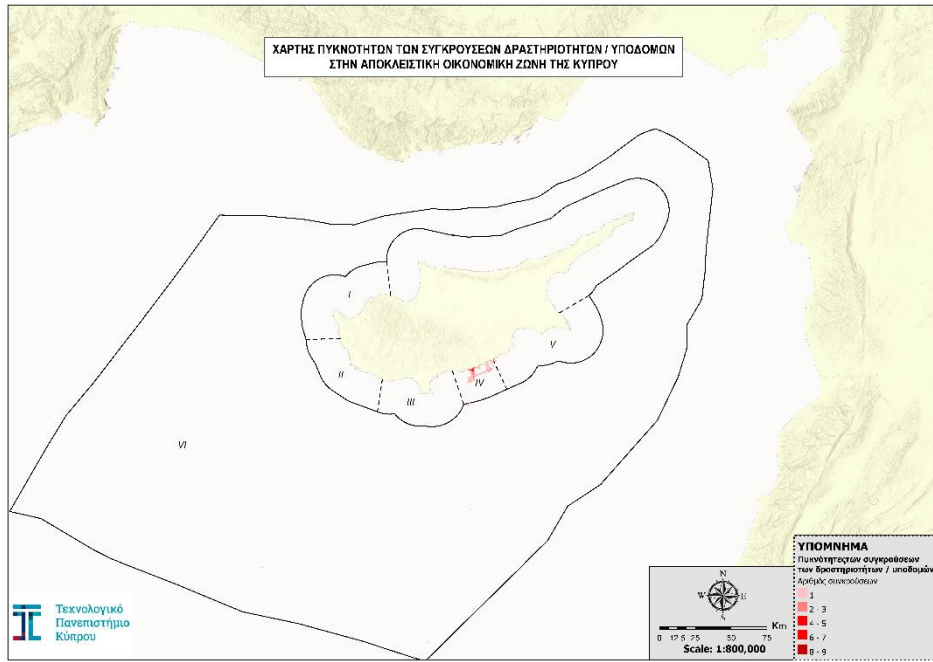 ΧΑΡΤΗΣ ΠΥΚΝΟΤΗΤΩΝ ΤΩΝ ΣΥΓΚΡΟΥΣΕΩΝ ΔΡΑΣΤΗΡΙΟΤΗΤΩΝ / ΥΠΟΔΟΜΩΝ
ΣΤΗΝ ΑΠΟΚΛΕΙΣΤΙΚΗ ΟΙΚΟΝΟΜΙΚΗ ΖΩΝΗ ΤΗΣ ΚΥΠΡΟΥ
I
V
II
IV
III
VI
Τεχνολογικό
Πανεπιστήμιο
Κύπρου
N
W E
S
Km
0 12.5 25 50 75
Scale: 1:800,000
ΥΠΟΜΝΗΜΑ
Πυκνότητεςτων συγκρούσεων
των δραστηριοτήτων / υποδομών
Αριθμός συγκρούσεων
1
2 - 3
4 - 5
6 - 7
8 - 9